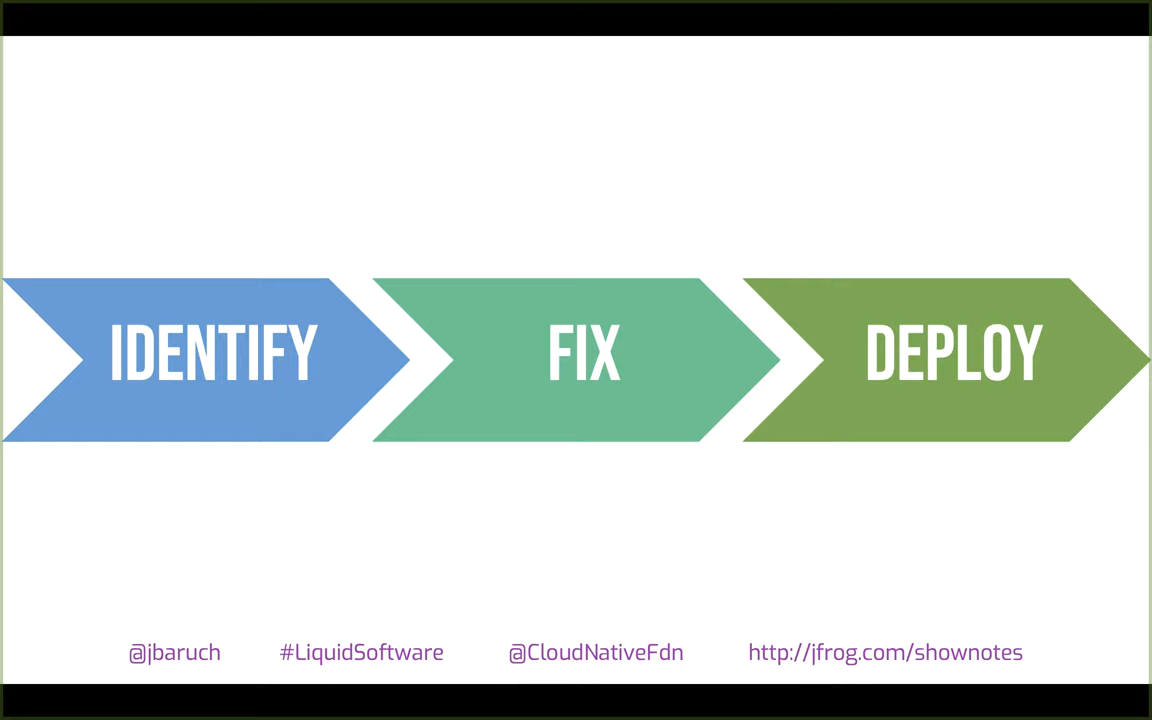 IDENTIFY FIX DEPLOY
@jbaruch #LiquidSoftware @CloudNativeFdn http://jfrog.com/shownotes